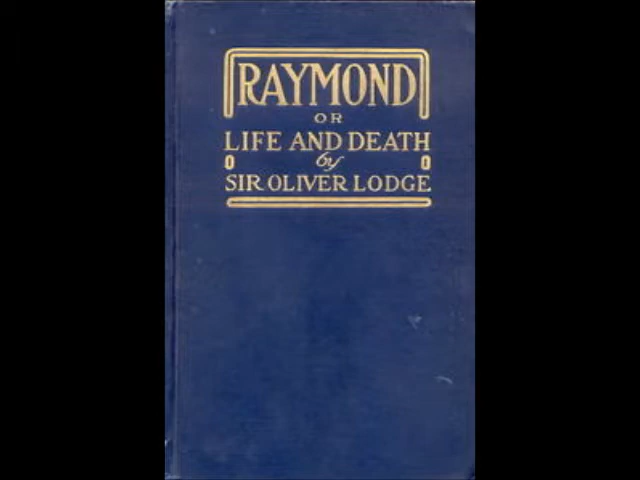 RAYMOND
OR
LIFE AND DEATH
by
SIR OLIVER LODGE